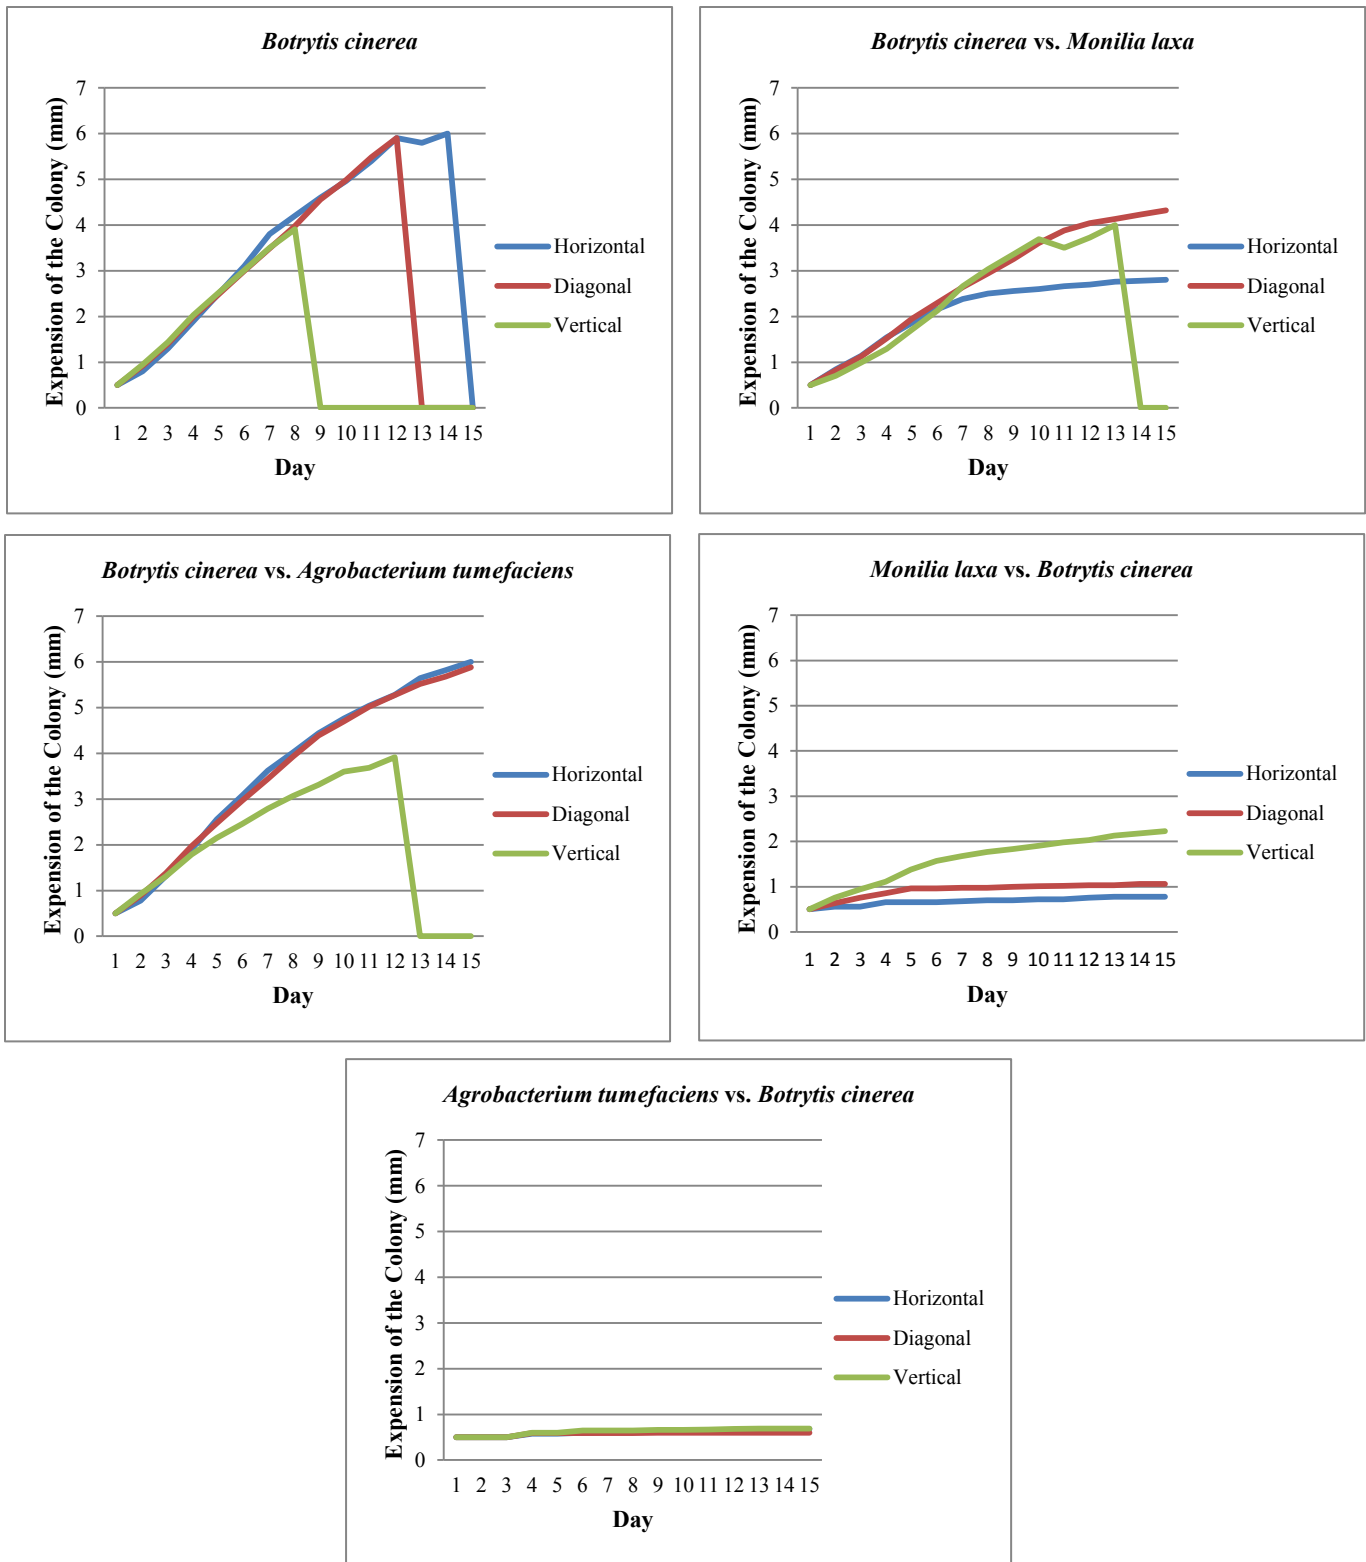 Botrytis cinerea
Expension of the Colony (mm)
7
6
5
4
3
2
1
0
1 2 3 4 5 6 7 8 9 10 11 12 13 14 15
Day
Horizontal
Diagonal
Vertical
Botrytis cinerea vs. Monilia laxa
Expension of the Colony (mm)
7
6
5
4
3
2
1
0
1 2 3 4 5 6 7 8 9 10 11 12 13 14 15
Day
Horizontal
Diagonal
Vertical
Botrytis cinerea vs. Agrobacterium tumefaciens
Expension of the Colony (mm)
7
6
5
4
3
2
1
0
1 2 3 4 5 6 7 8 9 10 11 12 13 14 15
Day
Horizontal
Diagonal
Vertical
Monilia laxa vs. Botrytis cinerea
Expension of the Colony (mm)
7
6
5
4
3
2
1
0
1 2 3 4 5 6 7 8 9 10 11 12 13 14 15
Day
Horizontal
Diagonal
Vertical
Agrobacterium tumefaciens vs. Botrytis cinerea
Expension of the Colony (mm)
7
6
5
4
3
2
1
0
1 2 3 4 5 6 7 8 9 10 11 12 13 14 15
Day
Horizontal
Diagonal
Vertical